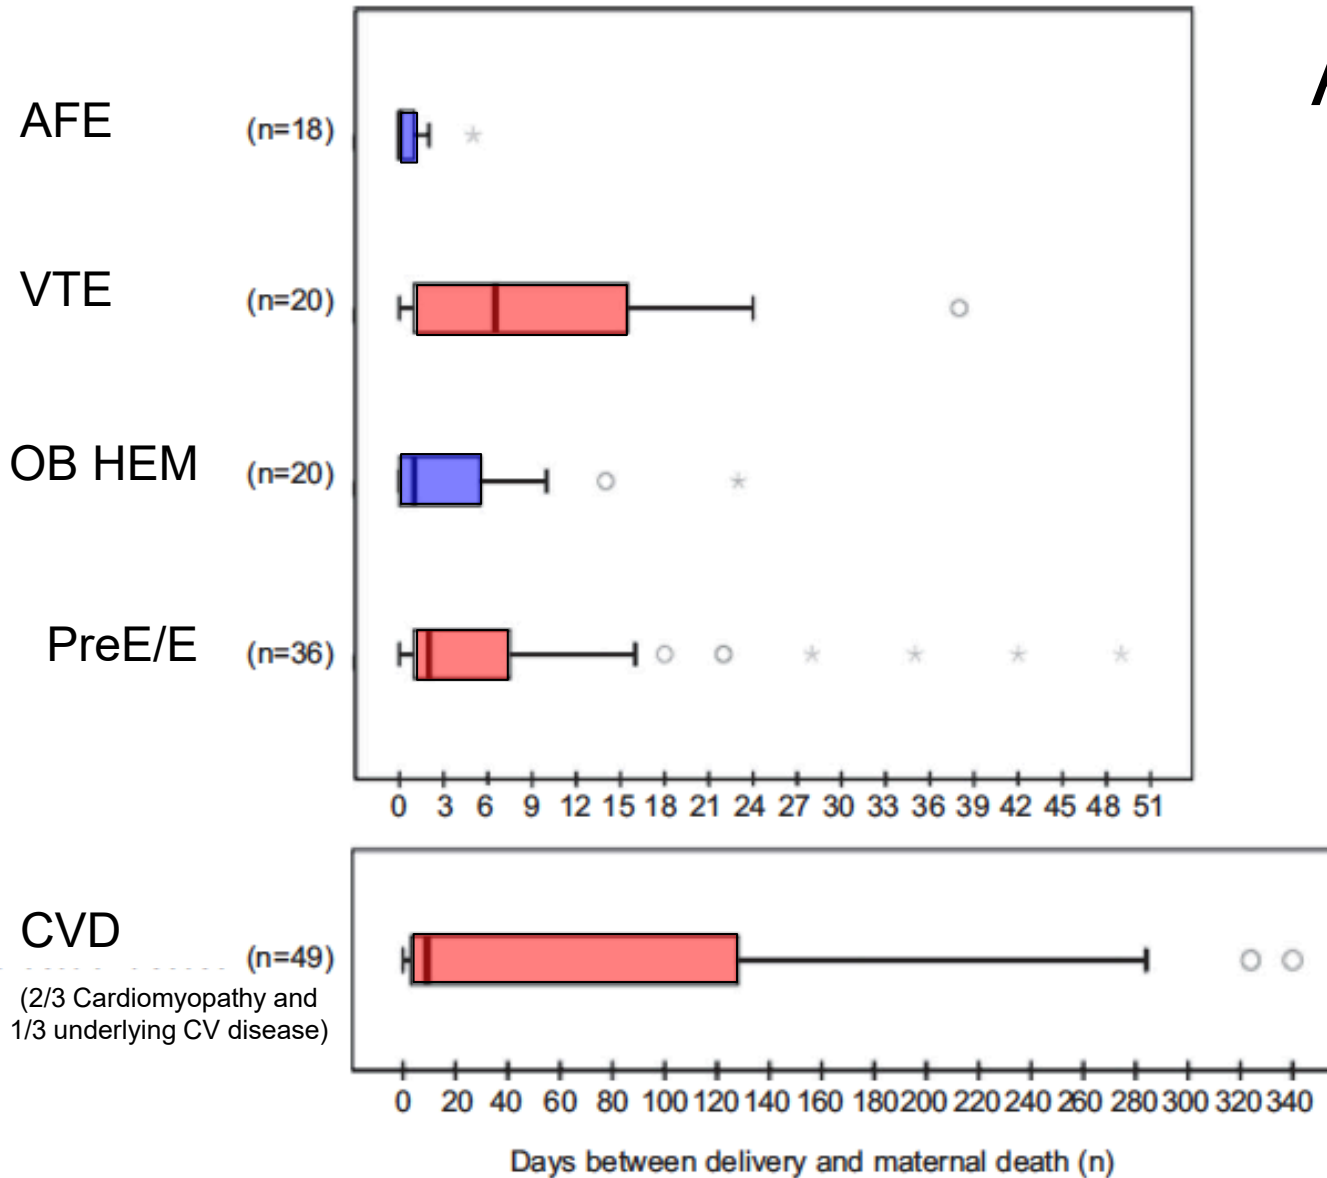 A
AFE (n=18)
VTE (n=20)
OB HEM (n=20)
PreE/E (n=36)
0 3 6 9 12 15 18 21 24 27 30 33 36 39 42 45 48 51
CVD (n=49)
(2/3 Cardiomyopathy and
1/3 underlying CV disease)
0 20 40 60 80 100 120 140 160 180 200 220 240 260 280 300 320 340
Days between delivery and maternal death (n)